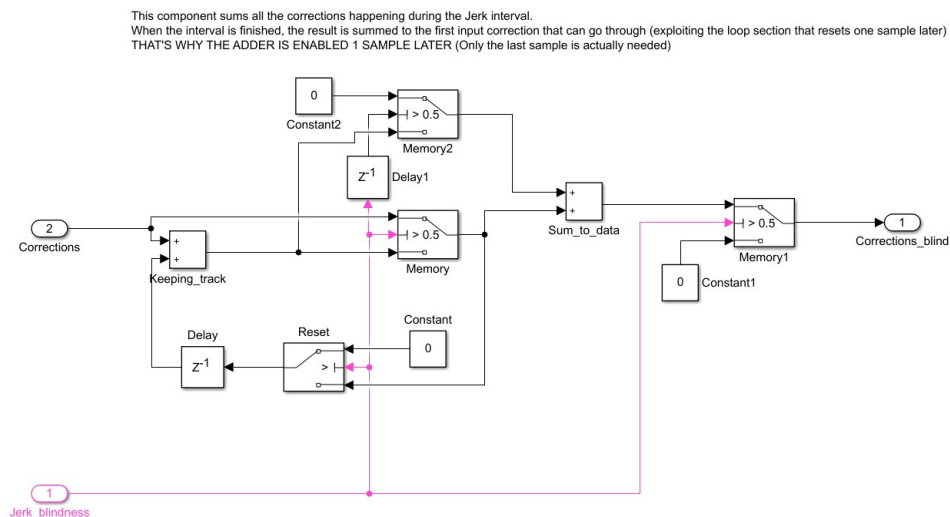 This component sums all the corrections happening during the Jerk interval.
When the interval is finished, the result is summed to the first input correction that can go through (exploiting the loop section that resets one sample later)
THAT'S WHY THE ADDER IS ENABLED 1 SAMPLE LATER (Only the last sample is actually needed)
0
Constant2
> 0.5
Memory2
Z-1
Delay1
2
Corrections
+
+
Keeping_track
> 0.5
Memory
+
+
Sum_to_data
> 0.5
Memory1
1
Corrections_blind
0
Constant1
Delay
Z-1
Reset
>
Constant
0
1
Jerk_blindness